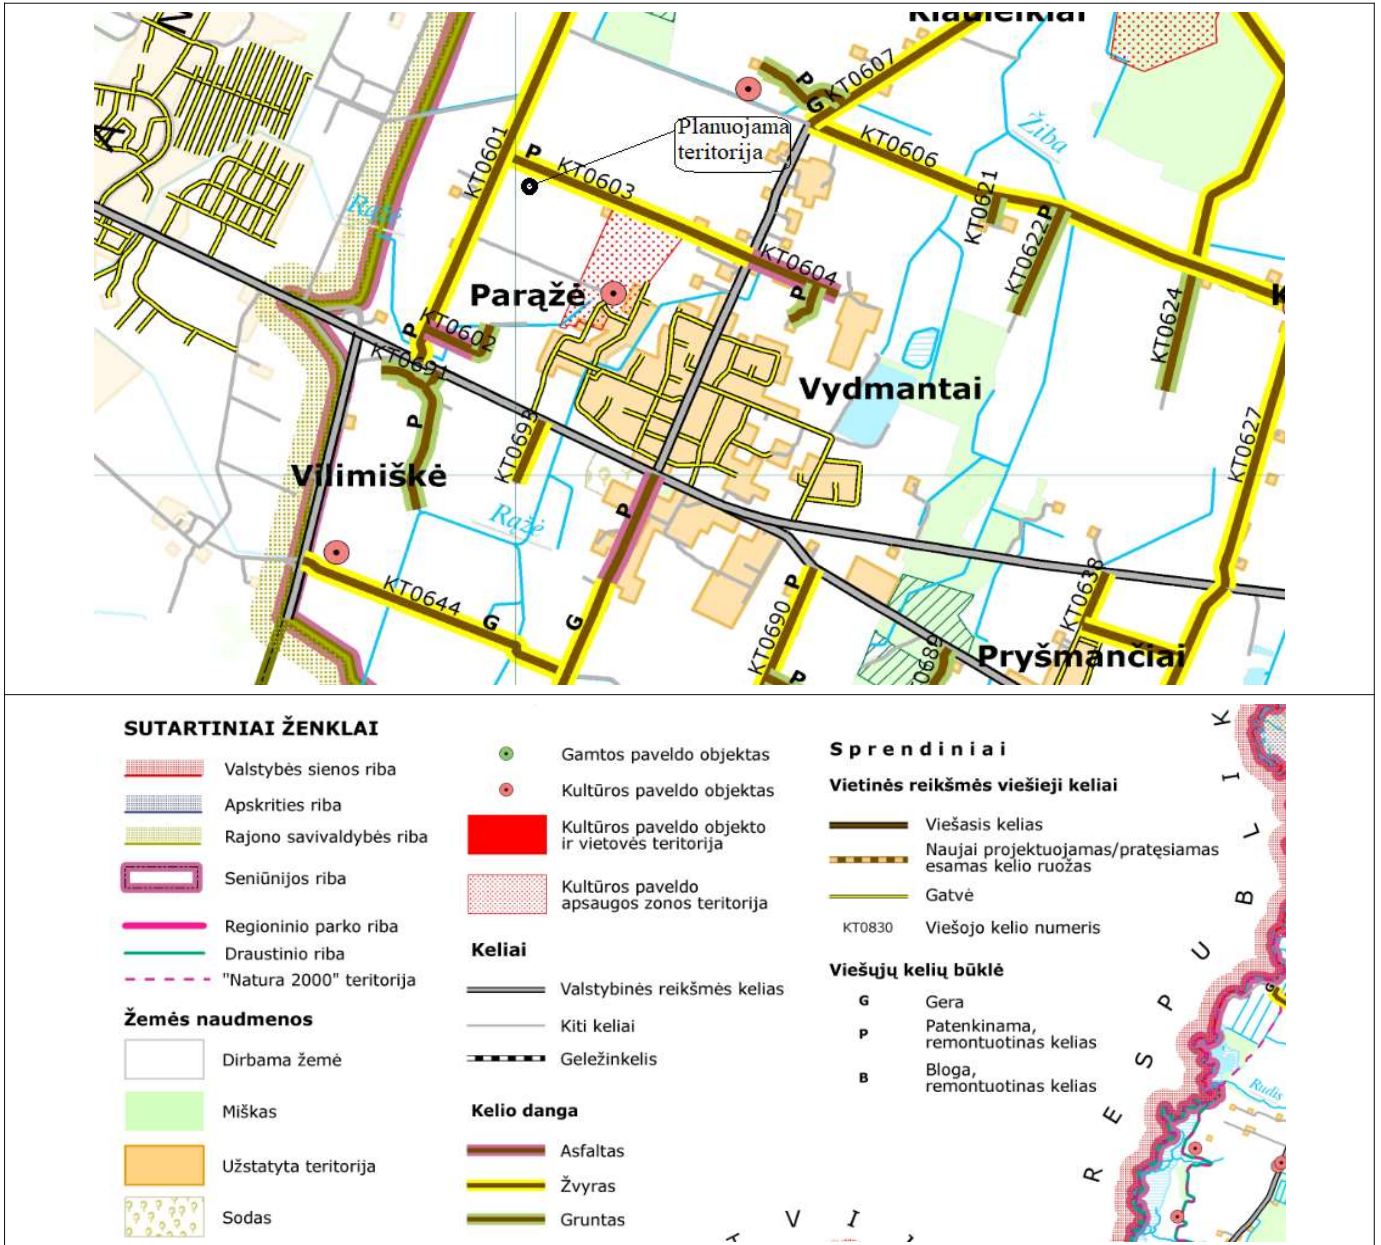 Kiauleikiai
KT0607
P
G
KT0606
Žiba
Planuojama
teritorija
KT0601
P
KT0603
KT0621
P
KT0622
KT0604
P
KT0624
Parąžė
P
KT0602
KT0691
P
Vydmantai
KT0627
KT0693
Vilimiškė
P
Rąžė
KT0644
G
G
P
KT0690
P
KT0638
KT0689
Pryšmančiai
SUTARTINIAI ŽENKLAI
Valstybės sienos riba
Apskrities riba
Rajono savivaldybės riba
Seniūnijos riba
Regioninio parko riba
Draustinio riba
"Natura 2000" teritorija
Žemės naudmenos
Dirbama žemė
Miškas
Užstatyta teritorija
Sodas
Gamtos paveldo objektas
Kultūros paveldo objektas
Kultūros paveldo objekto
ir vietovės teritorija
Kultūros paveldo
apsaugos zonos teritorija
Keliai
Valstybinės reikšmės kelias
Kiti keliai
Geležinkelis
Kelio danga
Asfaltas
Žvyras
Gruntas
Sprendiniai
Vietinės reikšmės viešieji keliai
Viešasis kelias
Naujai projektuojamas/pratęsiamas
esamas kelio ruožas
Gatvė
KT0830 Viešojo kelio numeris
Viešųjų kelių būklė
G Gera
P Patenkinama,
remontuotinas kelias
B Bloga,
remontuotinas kelias
R E S P U B L I K
Rudis
G
V I